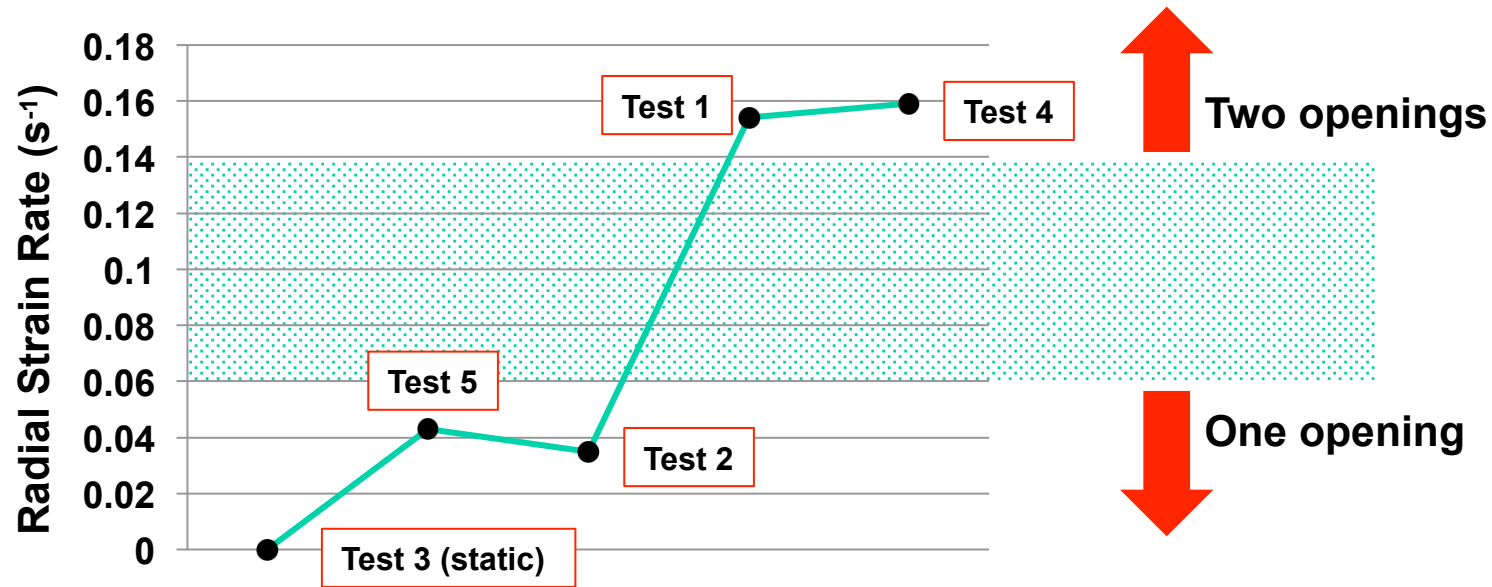 Radial Strain Rate (s-1)
0.18
0.16
0.14
0.12
0.1
0.08
0.06
0.04
0.02
0
Test 1
Test 4
Test 5
Test 2
Test 3 (static)
Two openings
One opening